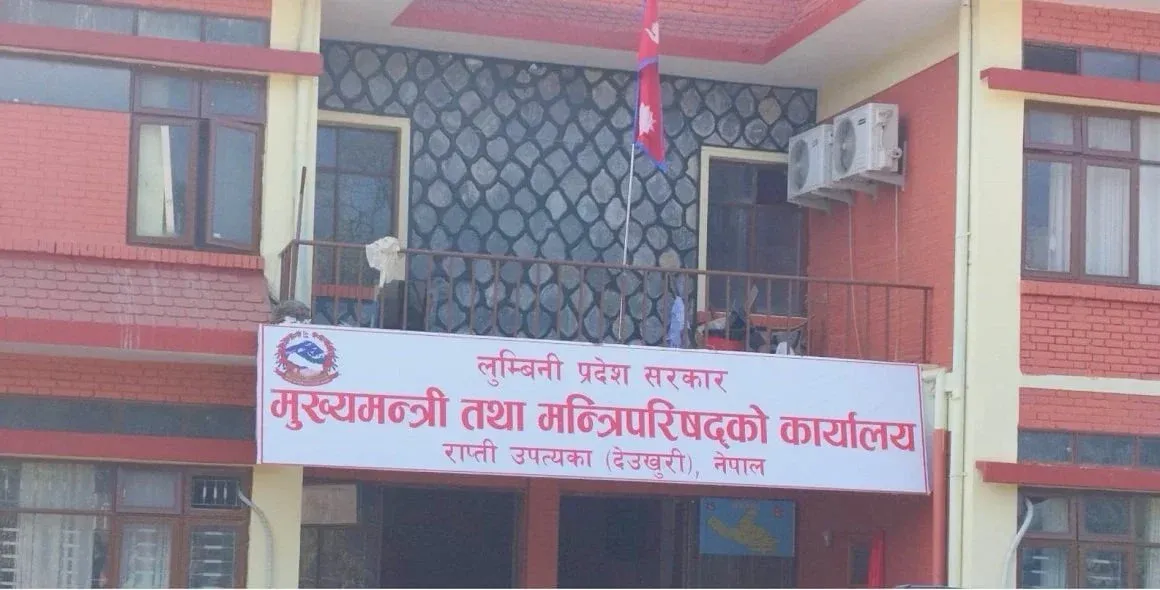 लुम्बिनी प्रदेश सरकार
मुख्यमन्त्री तथा मन्त्रिपरिषद्को कार्यालय
राप्ती उपत्यका (देउखुरी), नेपाल